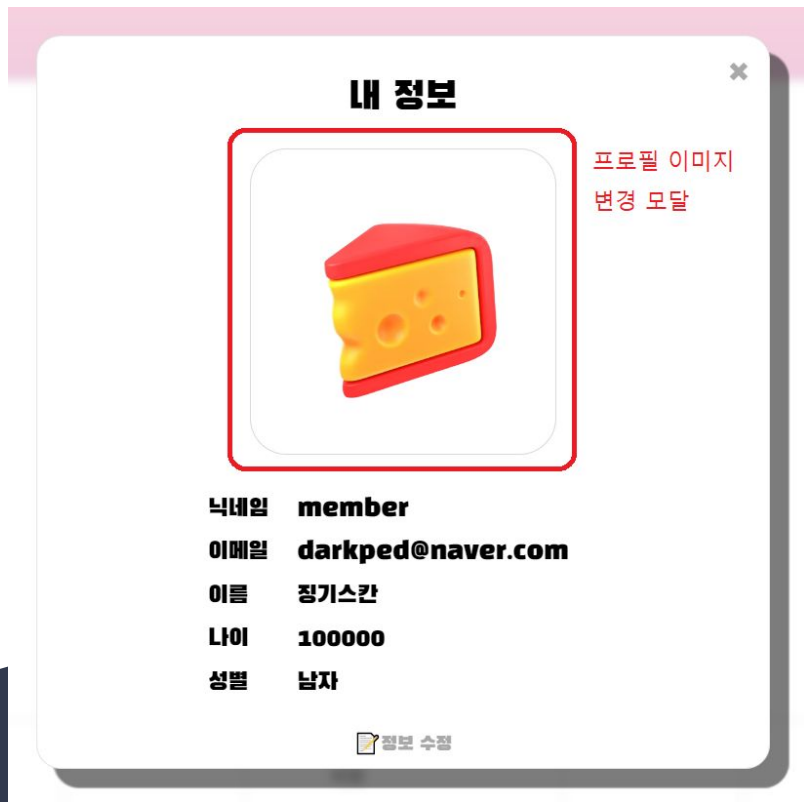 내 정보
✖
프로필 이미지
변경 모달
닉네임 member
이메일 darkped@naver.com
이름 징기스칸
나이 100000
성별 남자
📝정보 수정